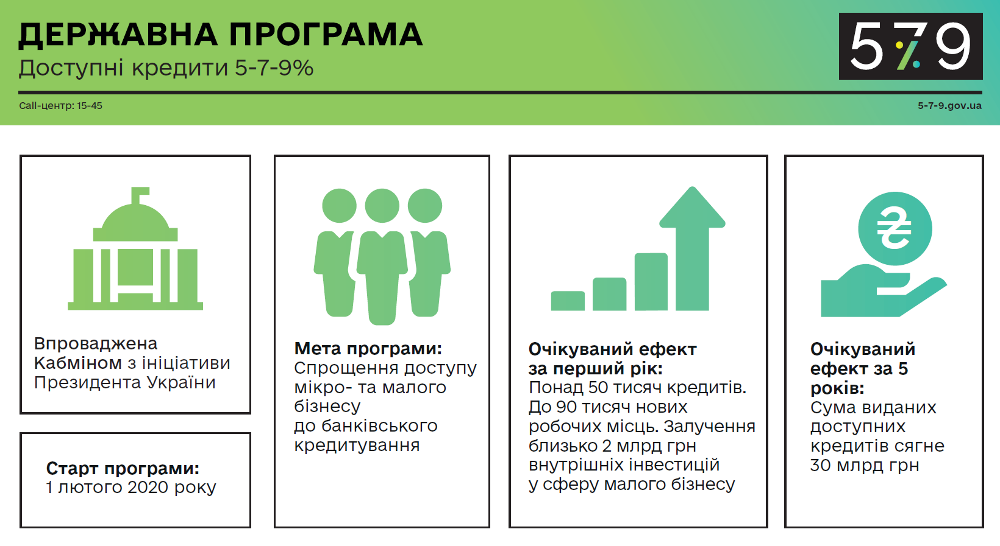 ДЕРЖАВНА ПРОГРАМА
Доступні кредити 5-7-9%
579
Call-центр: 15-45
5-7-9.gov.ua
Впроваджена
Кабміном з ініціативи
Президента України
Старт програми:
1 лютого 2020 року
Мета програми:
Спрощення доступу
мікро- та малого
бізнесу
до банківського
кредитування
Очікуваний ефект
за перший рік:
Понад 50 тисяч кредитів.
До 90 тисяч нових
робочих місць. Залучення
близько 2 млрд грн
внутрішніх інвестицій
у сферу малого бізнесу
₴
Очікуваний
ефект за 5
років:
Сума виданих
доступних
кредитів сягне
30 млрд грн